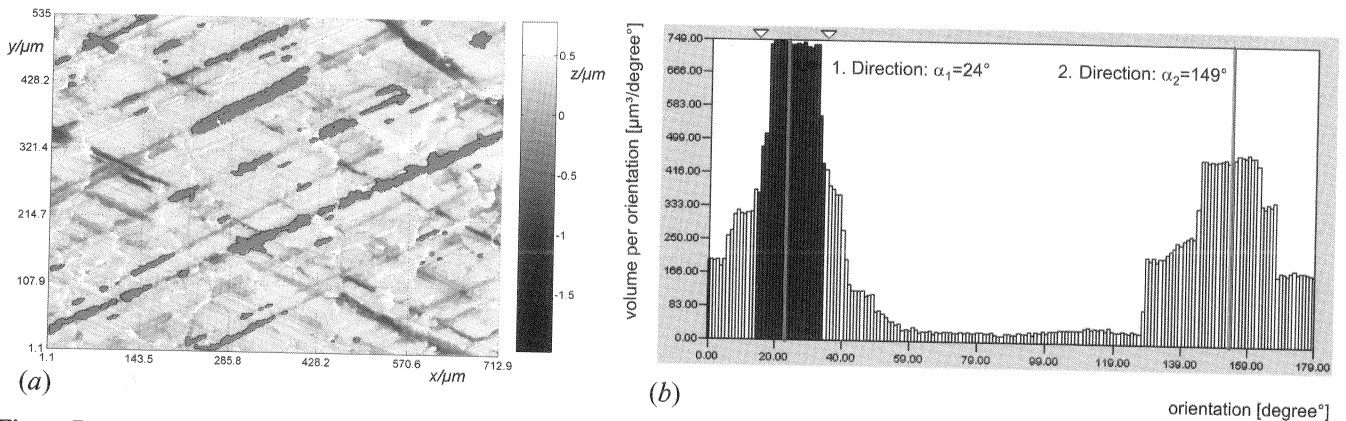 535
y/µm
428.2
321.4
214.7
107.9
1.1
1.1 143.5 285.8 428.2 570.6 712.9
x/µm
z/µm
0.5
0
-0.5
-1
-1.5
(a)
volume per orientation [µm³/degree°]
749.00
666.00
583.00
499.00
416.00
333.00
250.00
166.00
83.00
0.00
1. Direction: α1=24°
2. Direction: α2=149°
0.00 20.00 40.00 60.00 79.00 99.00 119.00 139.00 159.00 179.00
orientation [degree°]
(b)